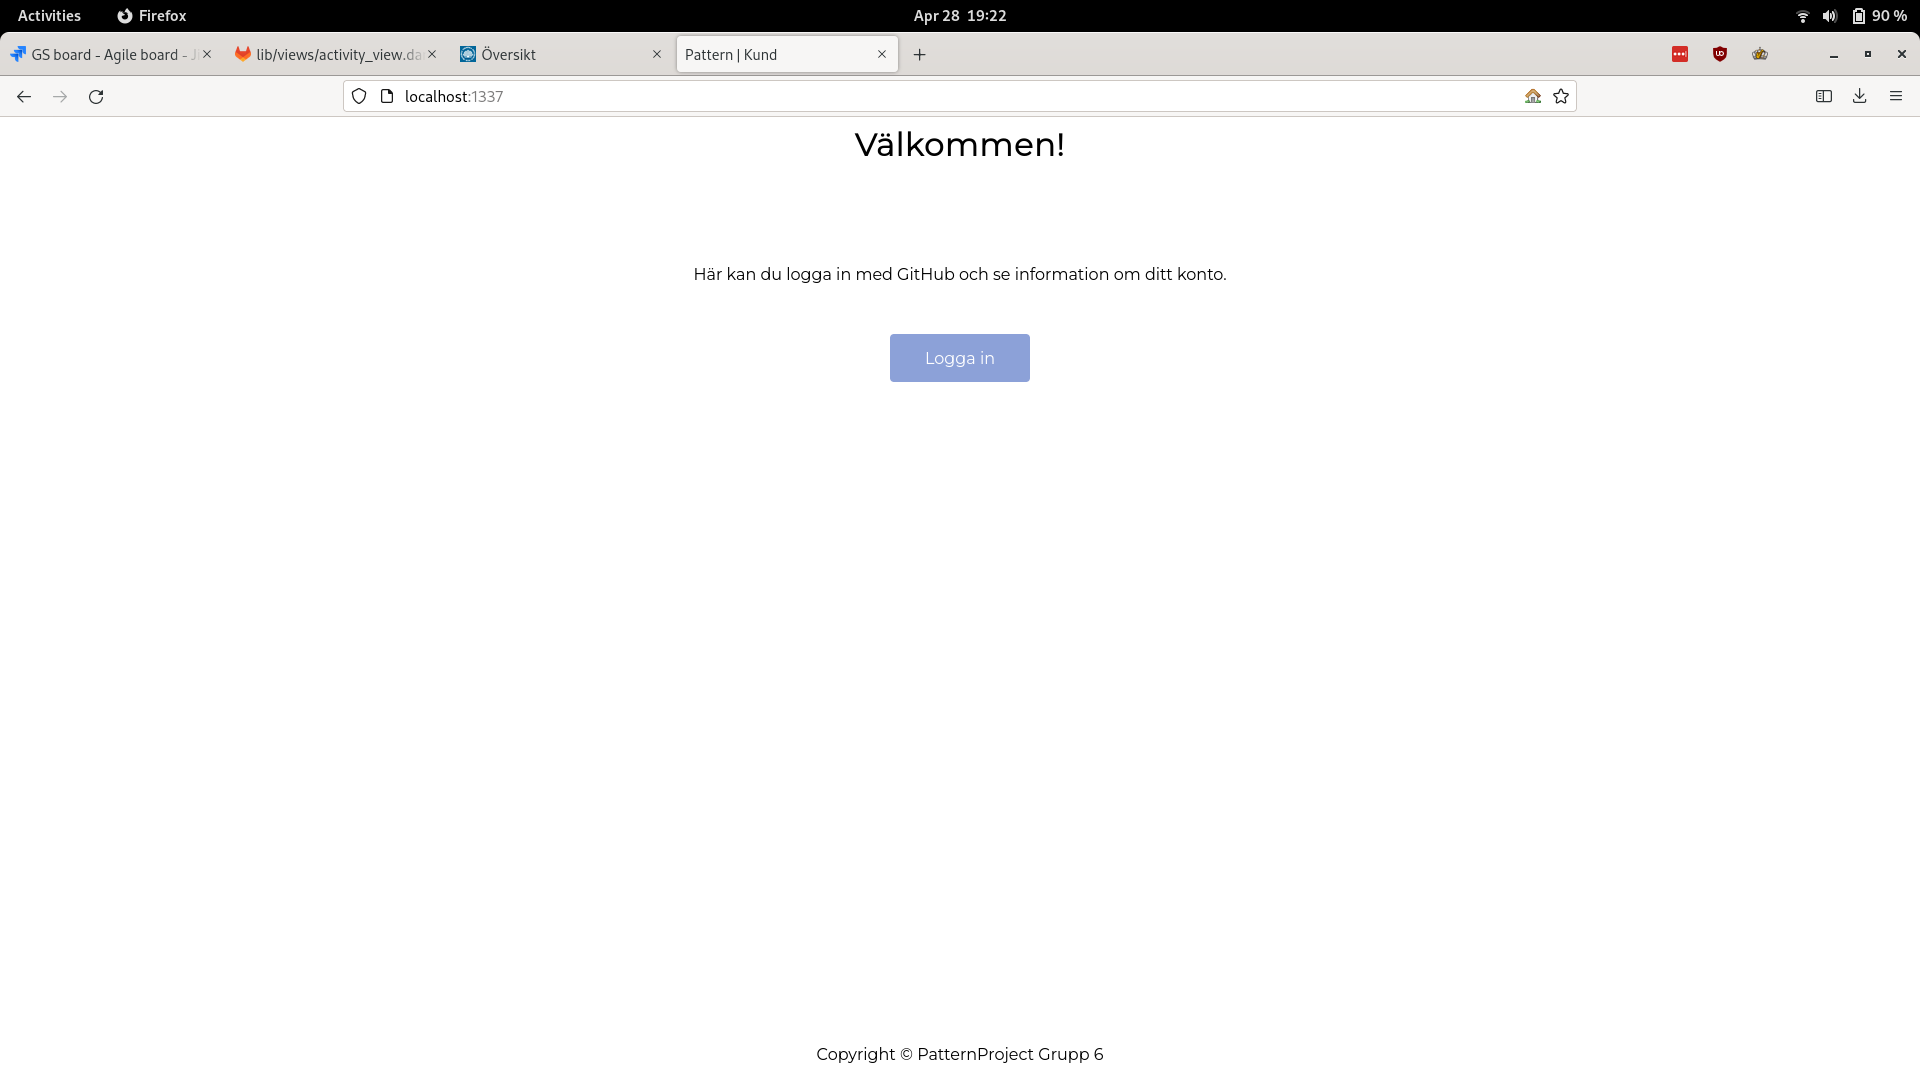 Activities Firefox Apr 28 19:22 90 %
GS board - Agile board - J lib/views/activity_view.da Översikt Pattern | Kund
localhost:1337
Välkommen!
Här kan du logga in med GitHub och se information om ditt konto.
Logga in
Copyright © PatternProject Grupp 6